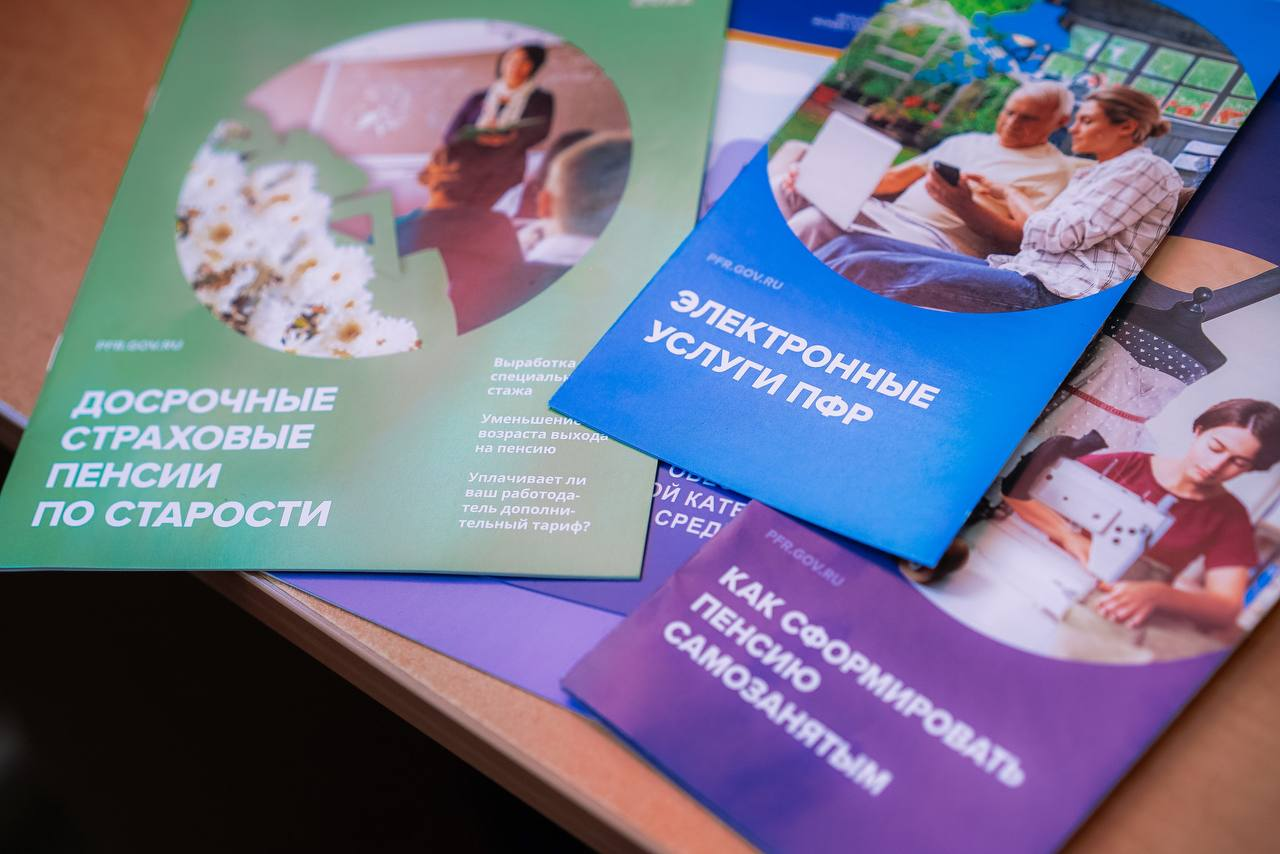 PFR.GOV.RU
ДОСРОЧНЫЕ
СТРАХОВЫЕ
ПЕНСИИ
ПО СТАРОСТИ
Выработка
стажа
Уменьшение
возраста выхода
на пенсию
Уплачивает ли
ваш работода-
тель дополни-
тельный тариф?
PFR.GOV.RU
ЭЛЕКТРОННЫЕ
УСЛУГИ ПФР
PFR.GOV.RU
КАК СФОРМИРОВАТЬ
ПЕНСИЮ
САМОЗАНЯТЫМ